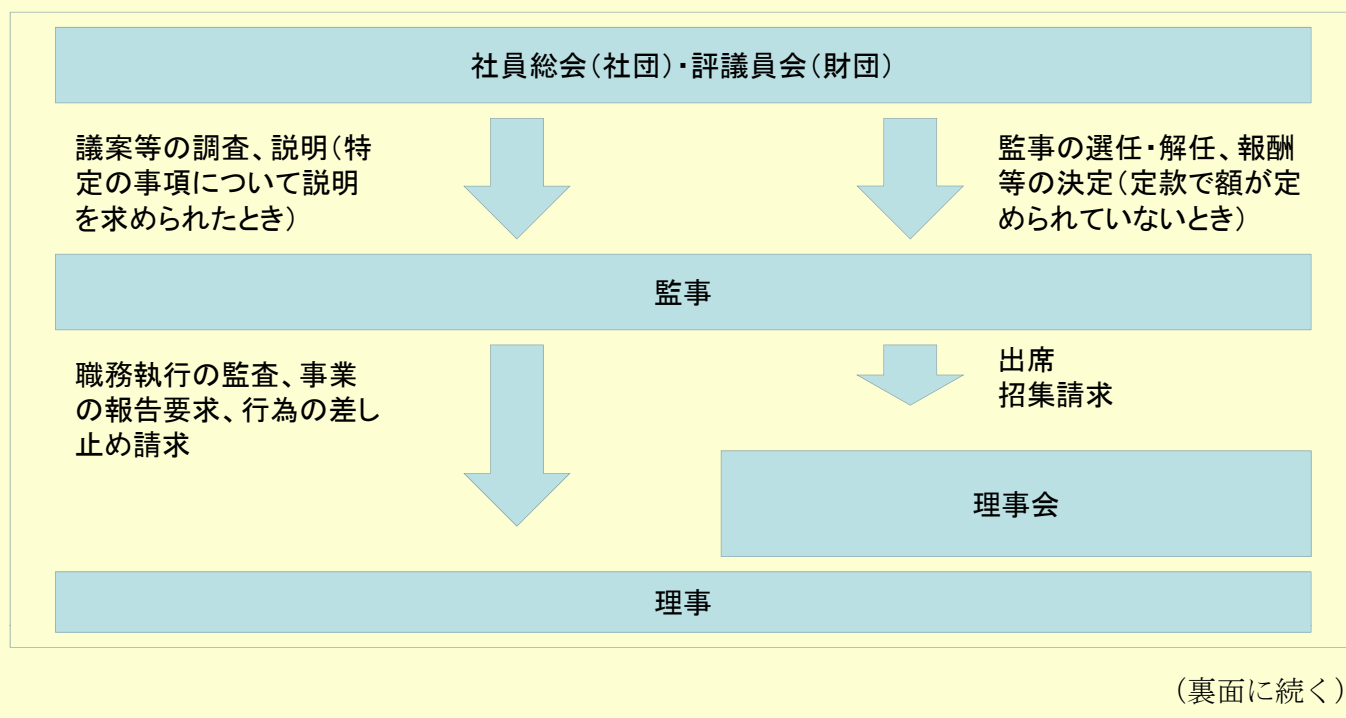 社員総会(社団)・評議員会(財団)
議案等の調査、説明(特
定の事項について説明
を求められたとき)
監事の選任・解任、報酬
等の決定(定款で額が定
められていないとき)
監事
職務執行の監査、事業
の報告要求、行為の差し
止め請求
出席
招集請求
理事会
理事
(裏面に続く)